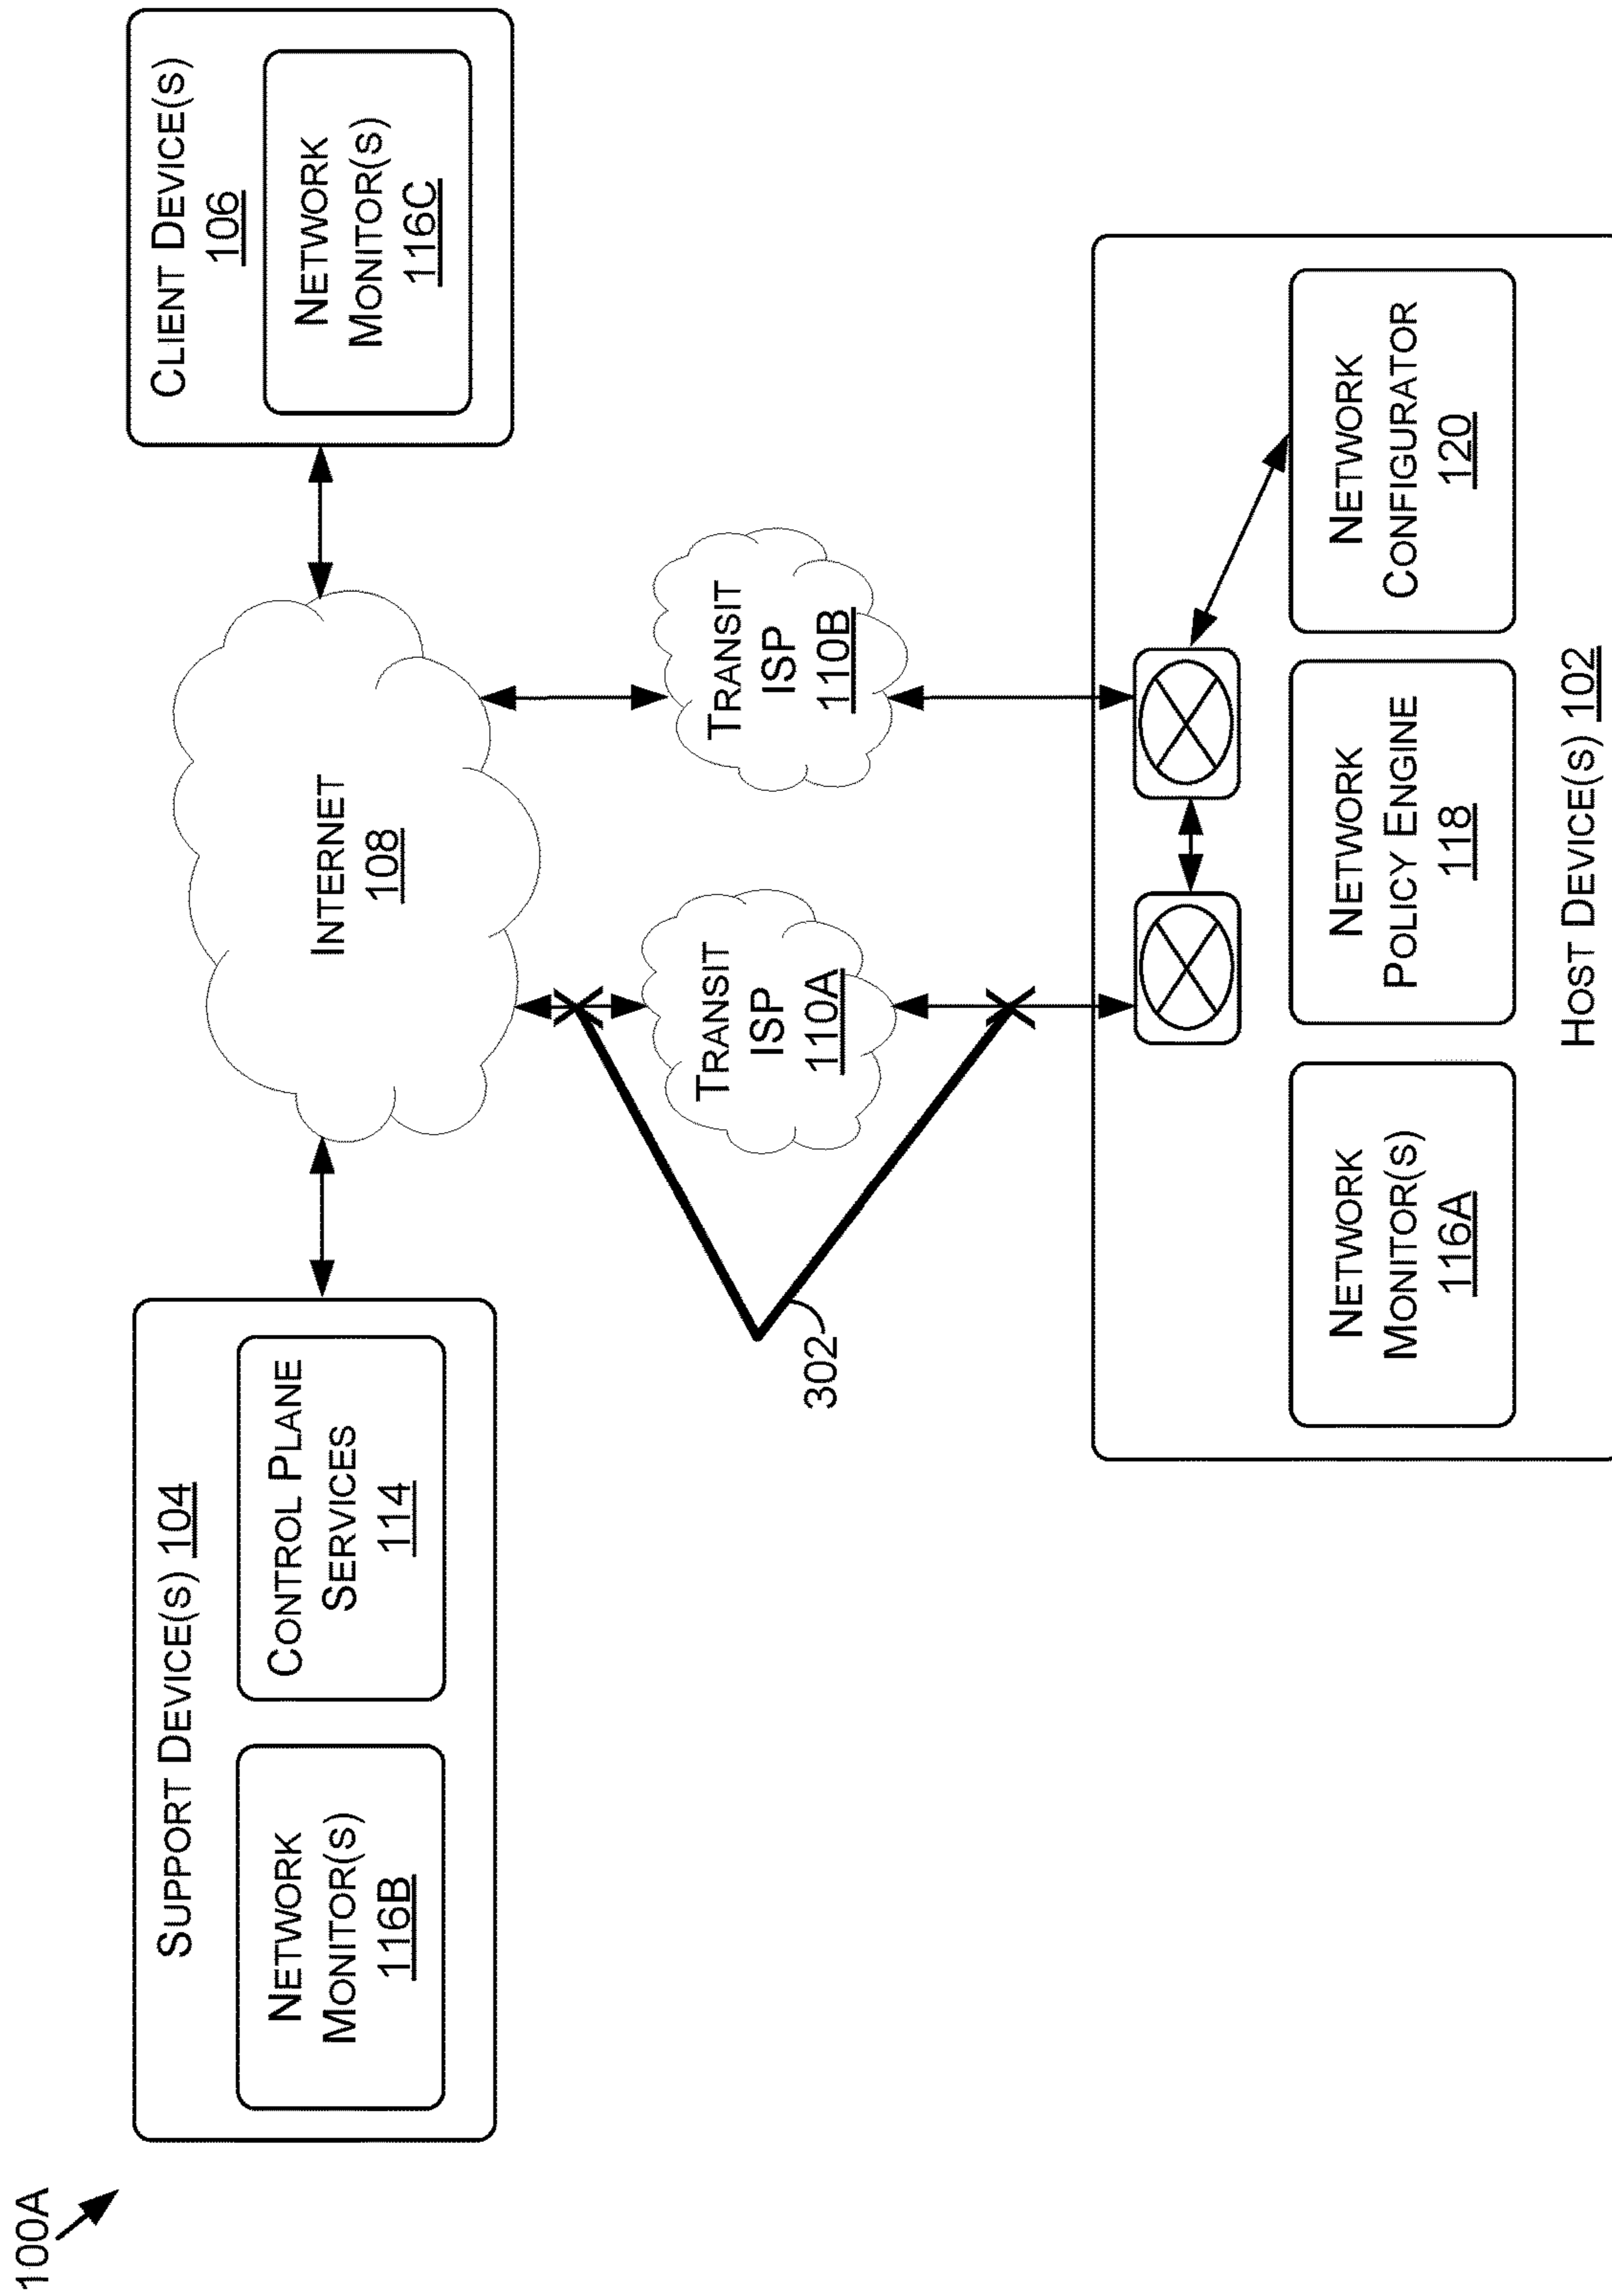 100A
SUPPORT DEVICE(S) 104
NETWORK
MONITOR(S)
116B
CONTROL PLANE
SERVICES
114
INTERNET
108
CLIENT DEVICE(S)
106
NETWORK
MONITOR(S)
116C
302
TRANSIT
ISP
110A
TRANSIT
ISP
110B
NETWORK
MONITOR(S)
116A
NETWORK
POLICY ENGINE
118
NETWORK
CONFIGURATOR
120
HOST DEVICE(S) 102